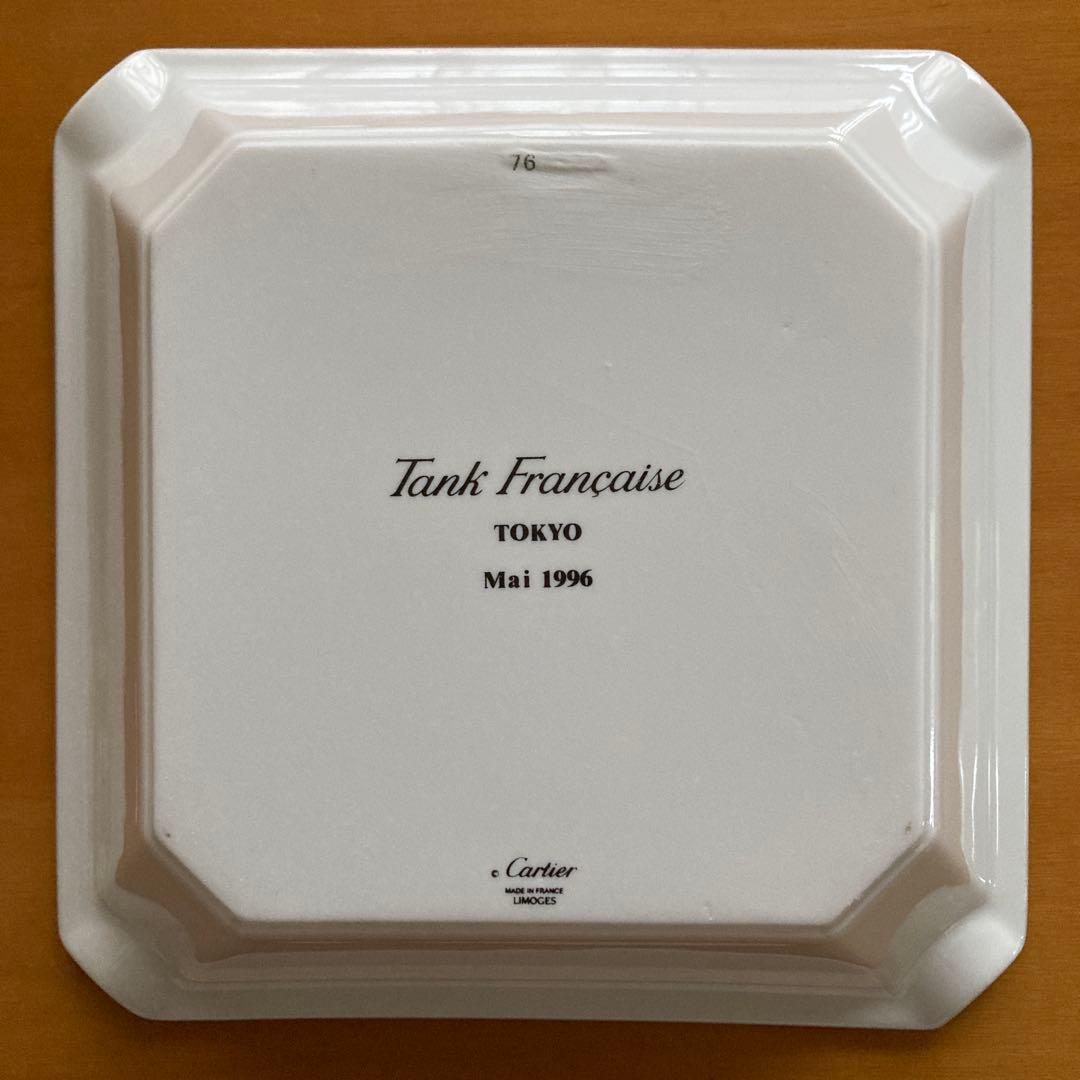 76
Tank Française
TOKYO
Mai 1996
© Cartier
MADE IN FRANCE
LIMOGES